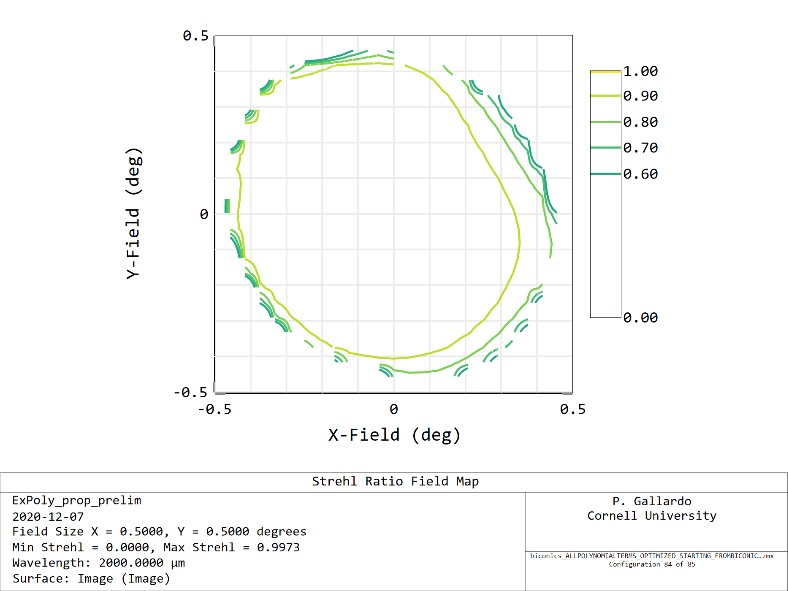 0.5
0
-0.5
Y-Field (deg)
-0.5
0
0.5
X-Field (deg)
1.00
0.90
0.80
0.70
0.60
0.00
Strehl Ratio Field Map
ExPoly_prop_prelim
2020-12-07
Field Size X = 0.5000, Y = 0.5000 degrees
Min Strehl = 0.0000, Max Strehl = 0.9973
Wavelength: 2000.0000 µm
Surface: Image (Image)
P. Gallardo
Cornell University
biconics_ALLPOLYNOMIALTERMS_OPTIMIZED_STARTING_FROMBICONIC.zmx
Configuration 84 of 85